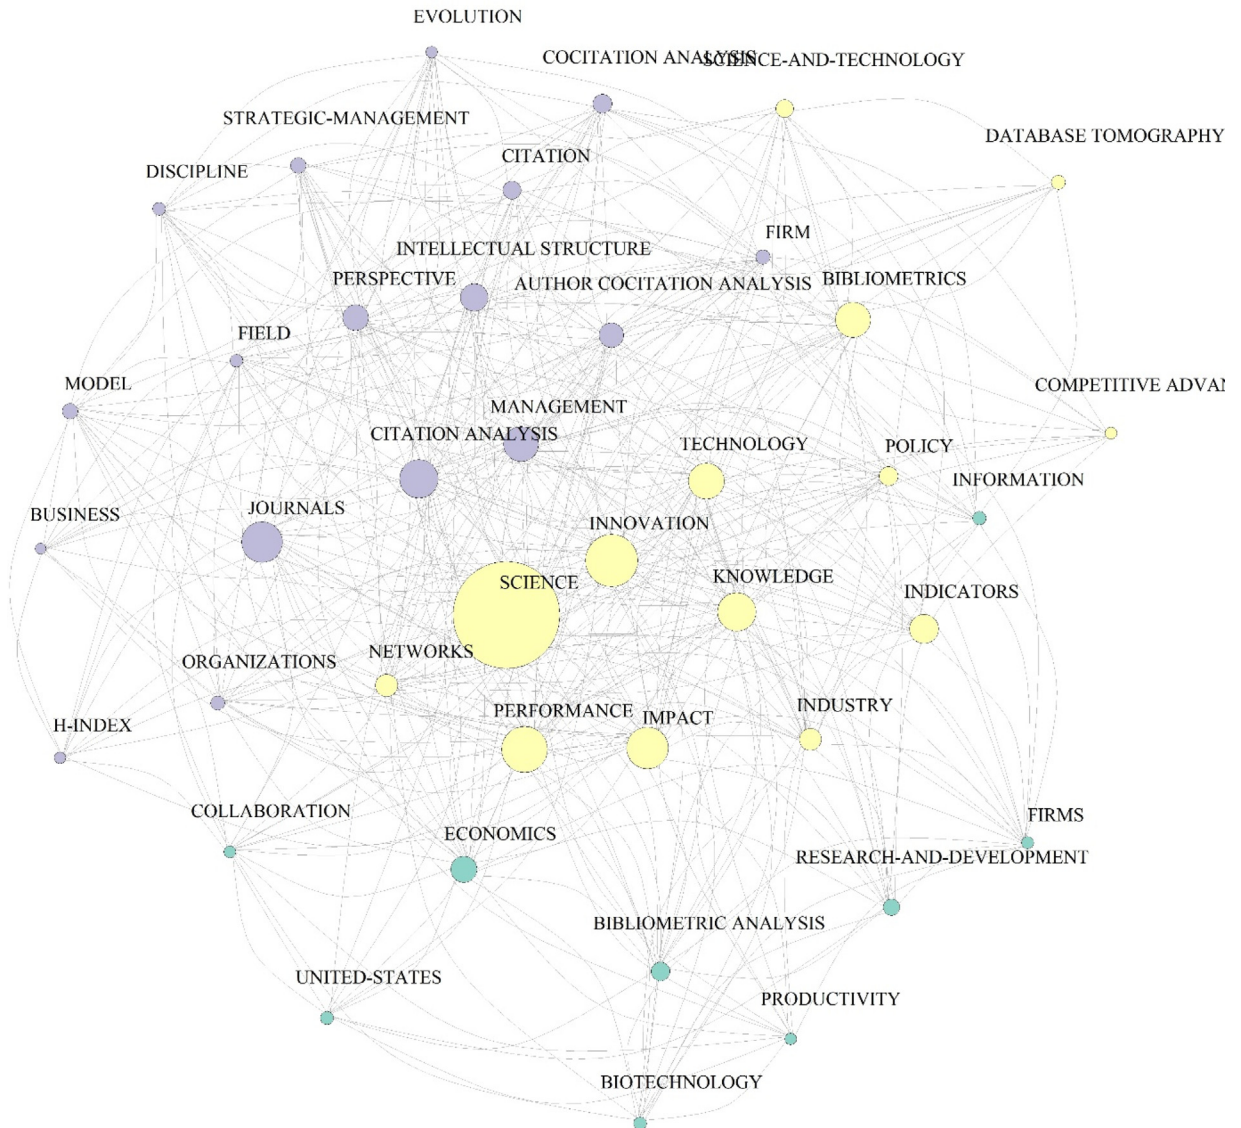 EVOLUTION
COCITATION ANALYSIS
SCIENCE-AND-TECHNOLOGY
STRATEGIC-MANAGEMENT
DATABASE TOMOGRAPHY
CITATION
DISCIPLINE
FIRM
INTELLECTUAL STRUCTURE
PERSPECTIVE
AUTHOR COCITATION ANALYSIS
BIBLIOMETRICS
FIELD
MODEL
COMPETITIVE ADVAN
MANAGEMENT
CITATION ANALYSIS
TECHNOLOGY
POLICY
INFORMATION
JOURNALS
BUSINESS
INNOVATION
SCIENCE
KNOWLEDGE
INDICATORS
NETWORKS
ORGANIZATIONS
INDUSTRY
H-INDEX
PERFORMANCE
IMPACT
COLLABORATION
FIRMS
ECONOMICS
RESEARCH-AND-DEVELOPMENT
BIBLIOMETRIC ANALYSIS
UNITED-STATES
PRODUCTIVITY
BIOTECHNOLOGY